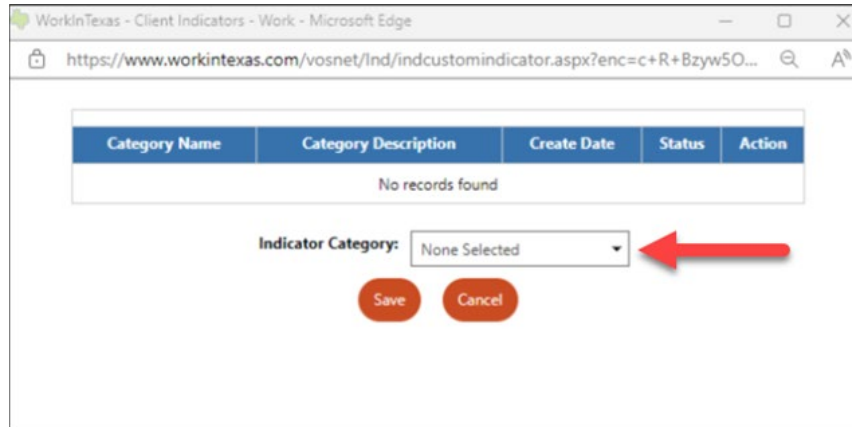 WorkInTexas - Client Indicators - Work - Microsoft Edge
https://www.workintexas.com/vosnet/Ind/indcustomindicator.aspx?enc=c+R+Bzyw5O...
Category Name Category Description Create Date Status Action
No records found
Indicator Category: None Selected
Save Cancel